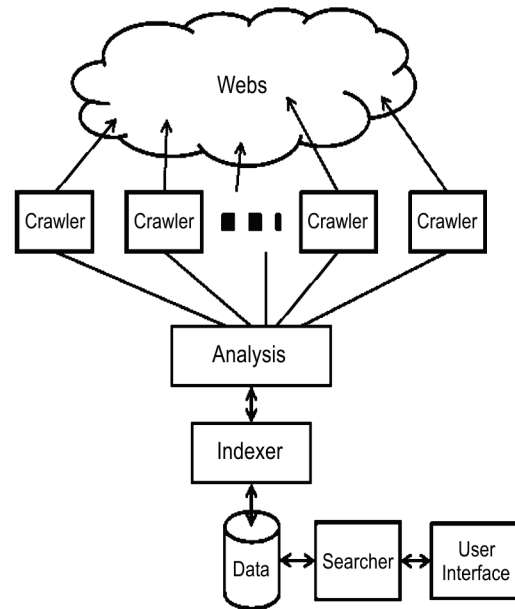 Webs
Crawler
Crawler
Crawler
Crawler
Analysis
Indexer
Data
Searcher
User
Interface